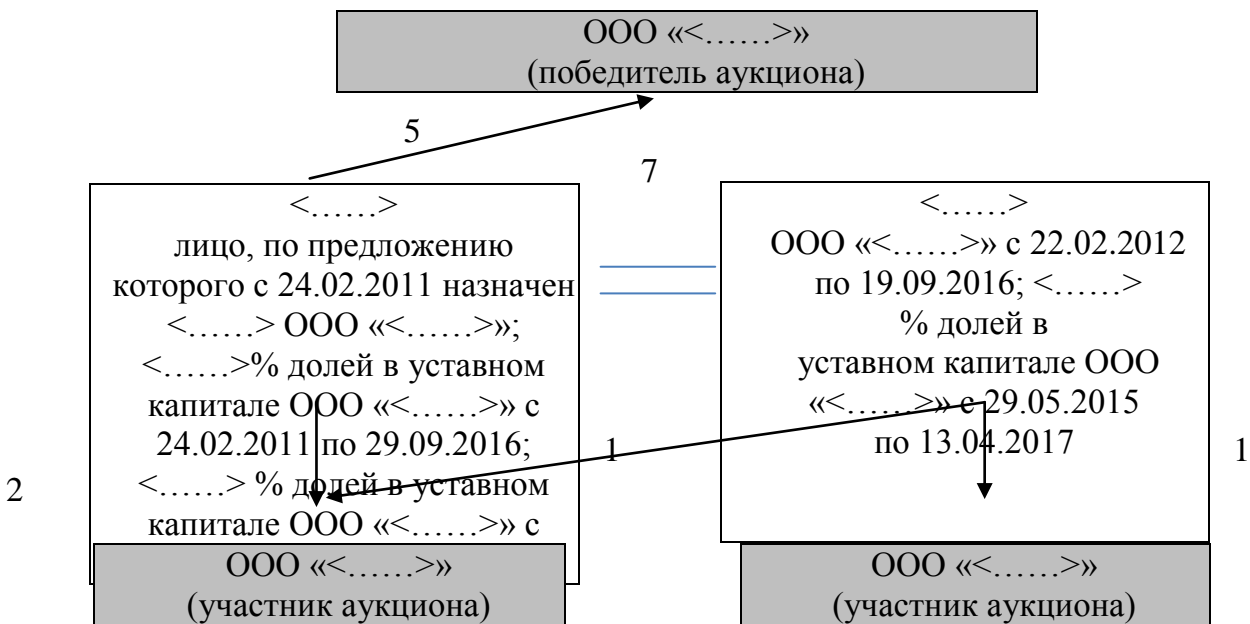 ООО «<……>»
(победитель аукциона)
5
7
<……>
лицо, по предложению
которого с 24.02.2011 назначен
<……> ООО «<……>»;
<……>% долей в уставном
капитале ООО «<……>» с
24.02.2011 по 29.09.2016;
<……> % долей в уставном
капитале ООО «<……>» с
<……>
ООО «<……>» с 22.02.2012
по 19.09.2016; <……>
% долей в
уставном капитале ООО
«<……>» с 29.05.2015
по 13.04.2017
1
1
2
ООО «<……>»
(участник аукциона)
ООО «<……>»
(участник аукциона)